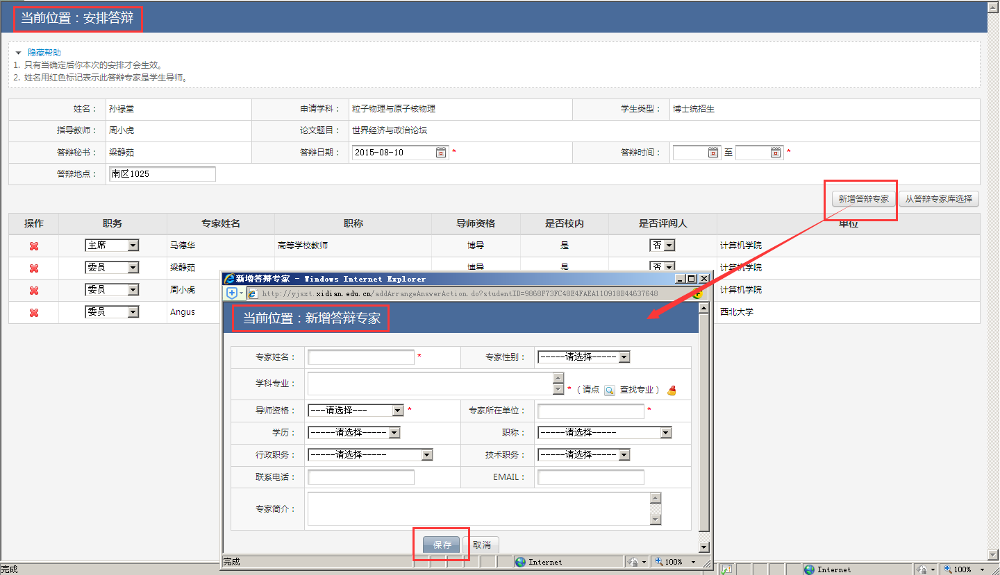 当前位置：安排答辩
隐藏帮助
1. 只有当确定后你本次的安排才会生效。
2. 姓名用红色标记表示此答辩专家是学生导师。
姓名： 孙禄堂 申请学科： 粒子物理与原子核物理 学生类型： 博士统招生
指导教师： 周小虎 论文题目： 世界经济与政治论坛
答辩秘书： 梁静茹 答辩日期： 2015-08-10 * 答辩时间： 至 *
答辩地点： 南区1025
新增答辩专家 从答辩专家库选择
操作 职务 专家姓名 职称 导师资格 是否校内 是否评阅人 单位
主席 马德华 高等学校教师 博导 是 否 计算机学院
委员 梁静茹 博导 是 否 计算机学院
委员 周小虎 计算机学院
委员 Angus 西北大学
新增答辩专家 - Windows Internet Explorer
http://yjsxt.xidian.edu.cn/addArrangeAnswerAction.do?studentID=9868F73FC48E4FAEA110918B44637648
当前位置：新增答辩专家
专家姓名： * 专家性别： -----请选择-----
学科专业： * （请点 查找专业）
导师资格： ---请选择--- * 专家所在单位： *
学历： -----请选择----- 职称： -----请选择-----
行政职务： -----请选择----- 技术职务： -----请选择-----
联系电话： EMAIL：
专家简介：
保存 取消
完成 Internet 100%
完成 Internet 100%